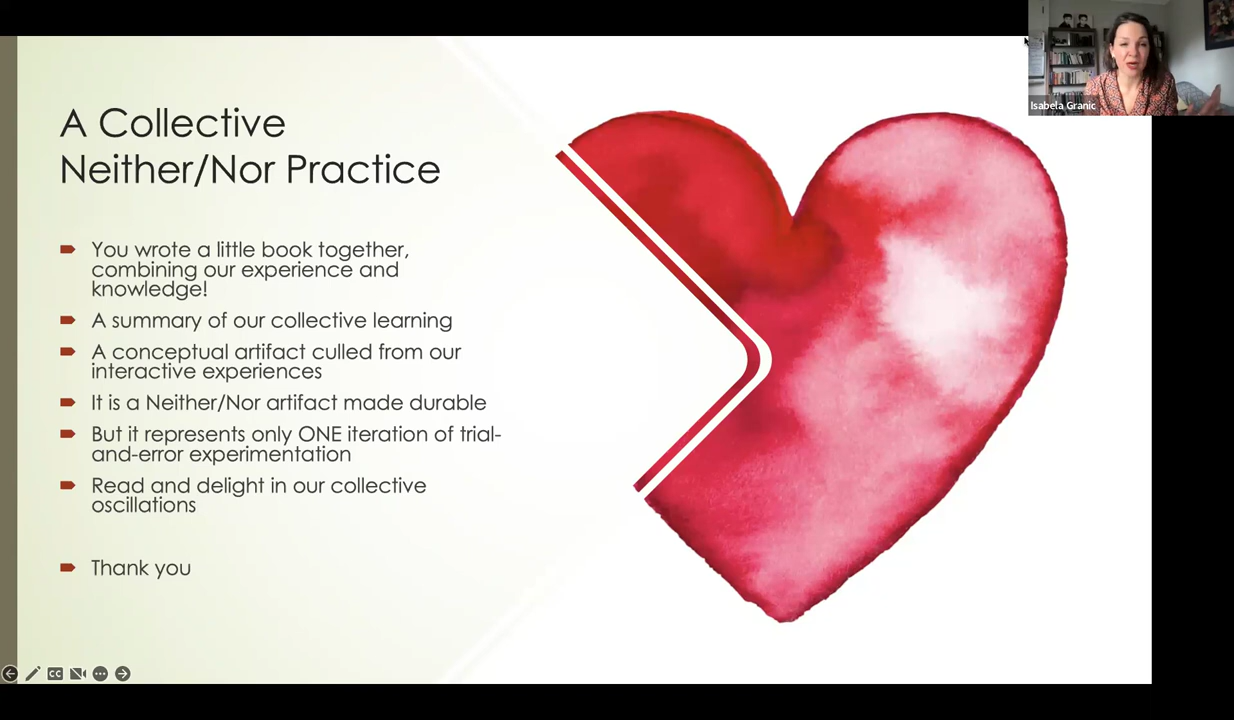 Isabela Granic
A Collective
Neither/Nor Practice
You wrote a little book together,
combining our experience and
knowledge!
A summary of our collective learning
A conceptual artifact culled from our
interactive experiences
It is a Neither/Nor artifact made durable
But it represents only ONE iteration of trial-
and-error experimentation
Read and delight in our collective
oscillations
Thank you
CC